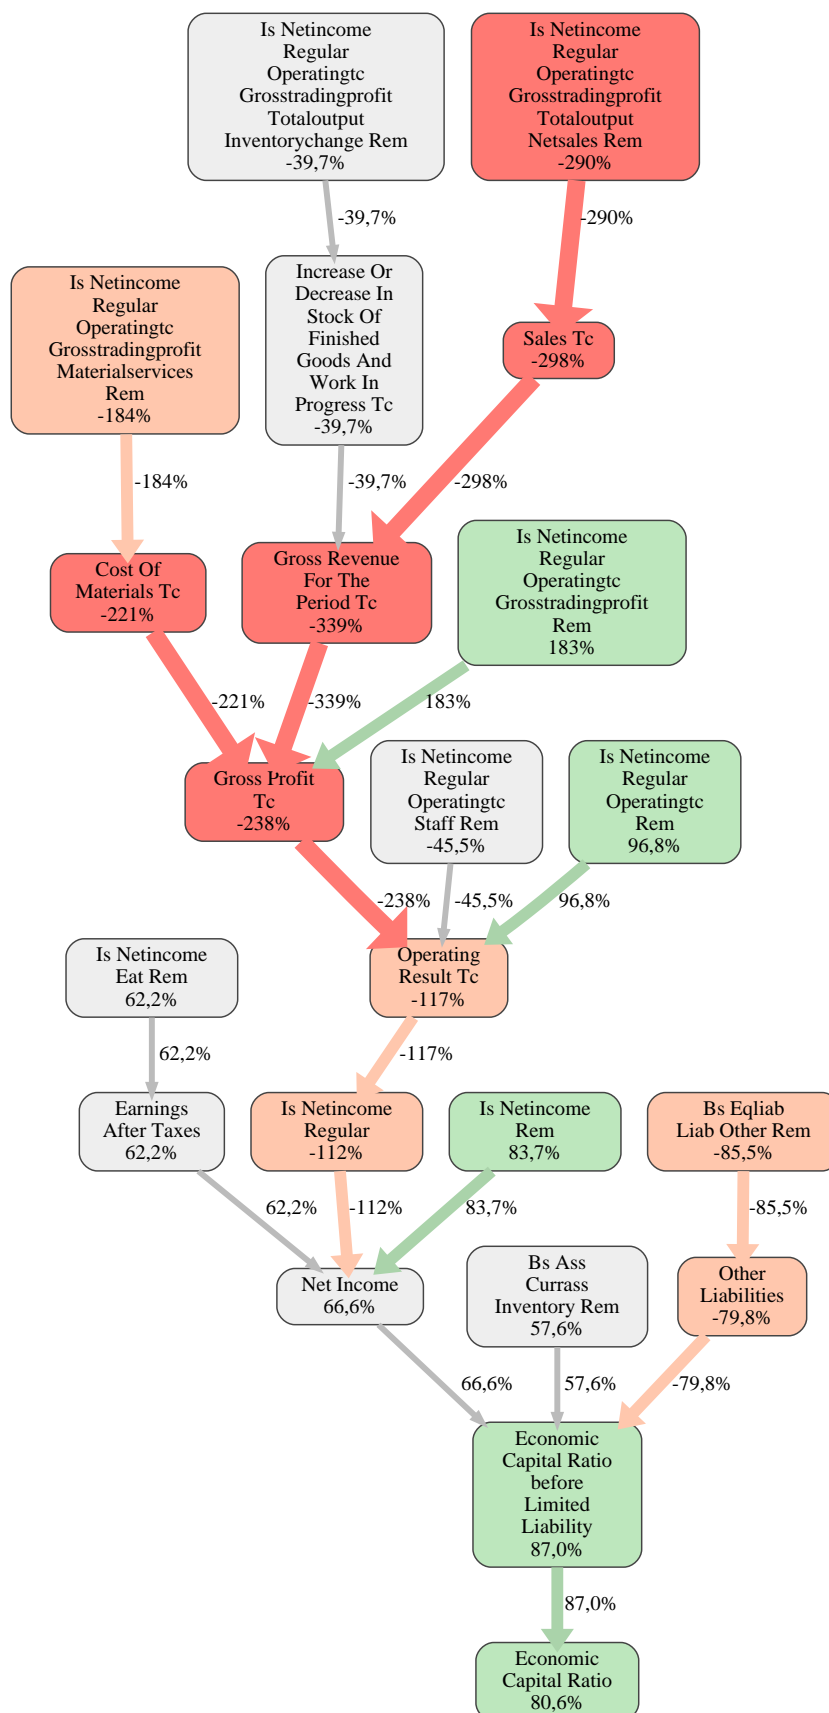 Is Netincome
Regular
Operatingtc
Grosstradingprofit
Totaloutput
Inventorychange Rem
-39,7%
Is Netincome
Regular
Operatingtc
Grosstradingprofit
Totaloutput
Netsales Rem
-290%
-39,7%
-290%
Is Netincome
Regular
Operatingtc
Grosstradingprofit
Materialservices
Rem
-184%
Increase Or
Decrease In
Stock Of
Finished
Goods And
Work In
Progress Tc
-39,7%
Sales Tc
-298%
-184%
-39,7%
-298%
Cost Of
Materials Tc
-221%
Gross Revenue
For The
Period Tc
-339%
Is Netincome
Regular
Operatingtc
Grosstradingprofit
Rem
183%
-221%
-339%
183%
Gross Profit
Tc
-238%
Is Netincome
Regular
Operatingtc
Staff Rem
-45,5%
Is Netincome
Regular
Operatingtc
Rem
96,8%
-238%
-45,5%
96,8%
Is Netincome
Eat Rem
62,2%
Operating
Result Tc
-117%
62,2%
-117%
Earnings
After Taxes
62,2%
Is Netincome
Regular
-112%
Is Netincome
Rem
83,7%
Bs Eqliab
Liab Other Rem
-85,5%
62,2%
-112%
83,7%
-85,5%
Net Income
66,6%
Bs Ass
Currass
Inventory Rem
57,6%
Other
Liabilities
-79,8%
66,6%
57,6%
-79,8%
Economic
Capital Ratio
before
Limited
Liability
87,0%
87,0%
Economic
Capital Ratio
80,6%